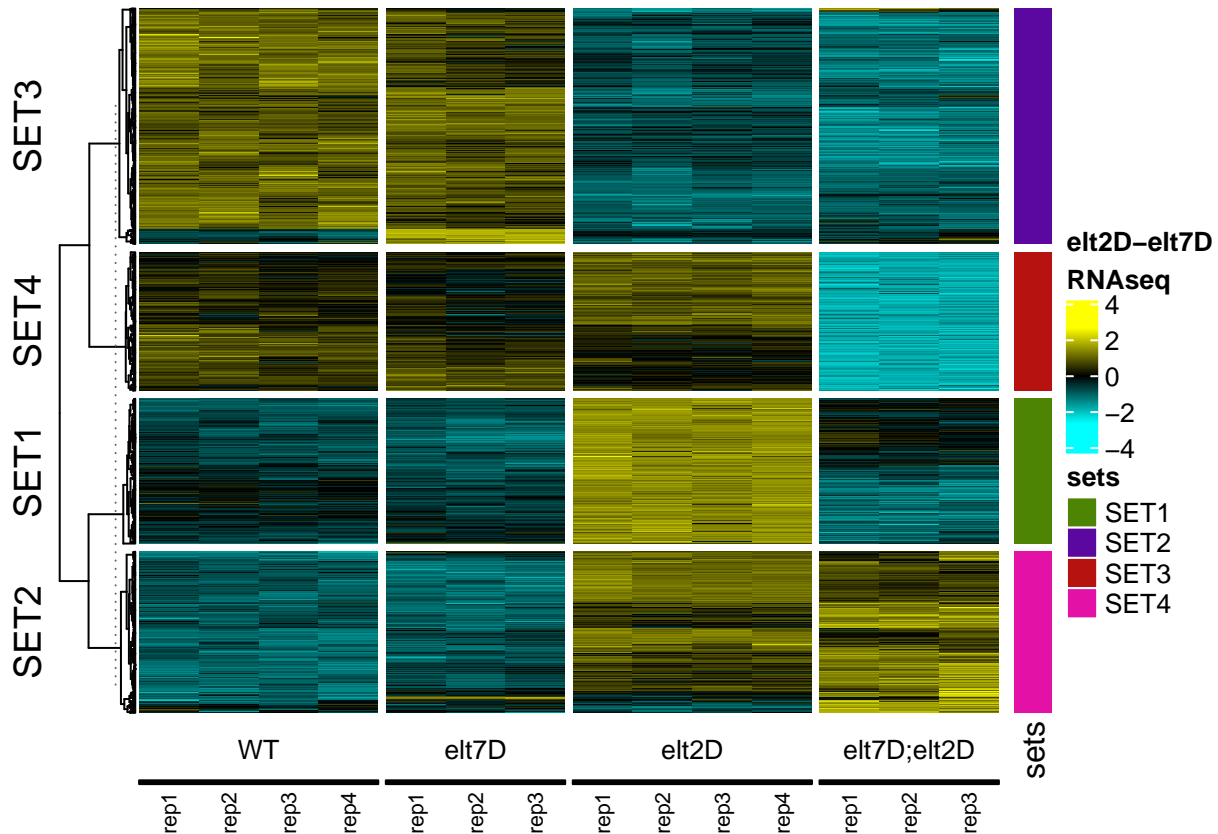 SET3
SET4
SET1
SET2
WT
elt7D
elt2D
elt7D;elt2D
rep1
rep2
rep3
rep4
rep1
rep2
rep3
rep1
rep2
rep3
rep4
rep1
rep2
rep3
sets
elt2D−elt7D
RNAseq
4
2
0
−2
−4
sets
SET1
SET2
SET3
SET4